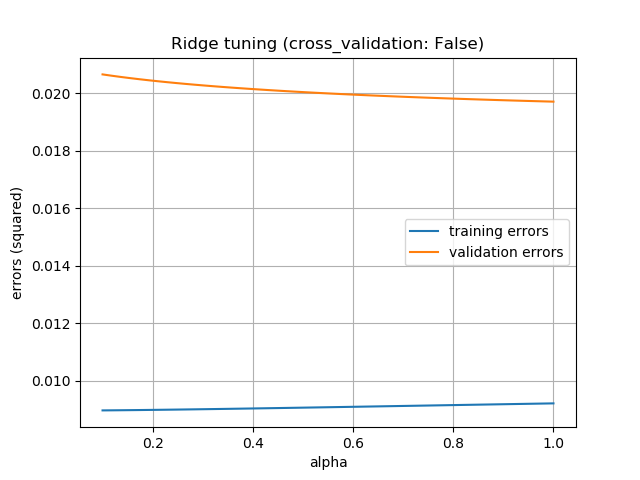 Ridge tuning (cross_validation: False)
errors (squared)
0.020
0.018
0.016
0.014
0.012
0.010
training errors
validation errors
0.2 0.4 0.6 0.8 1.0
alpha